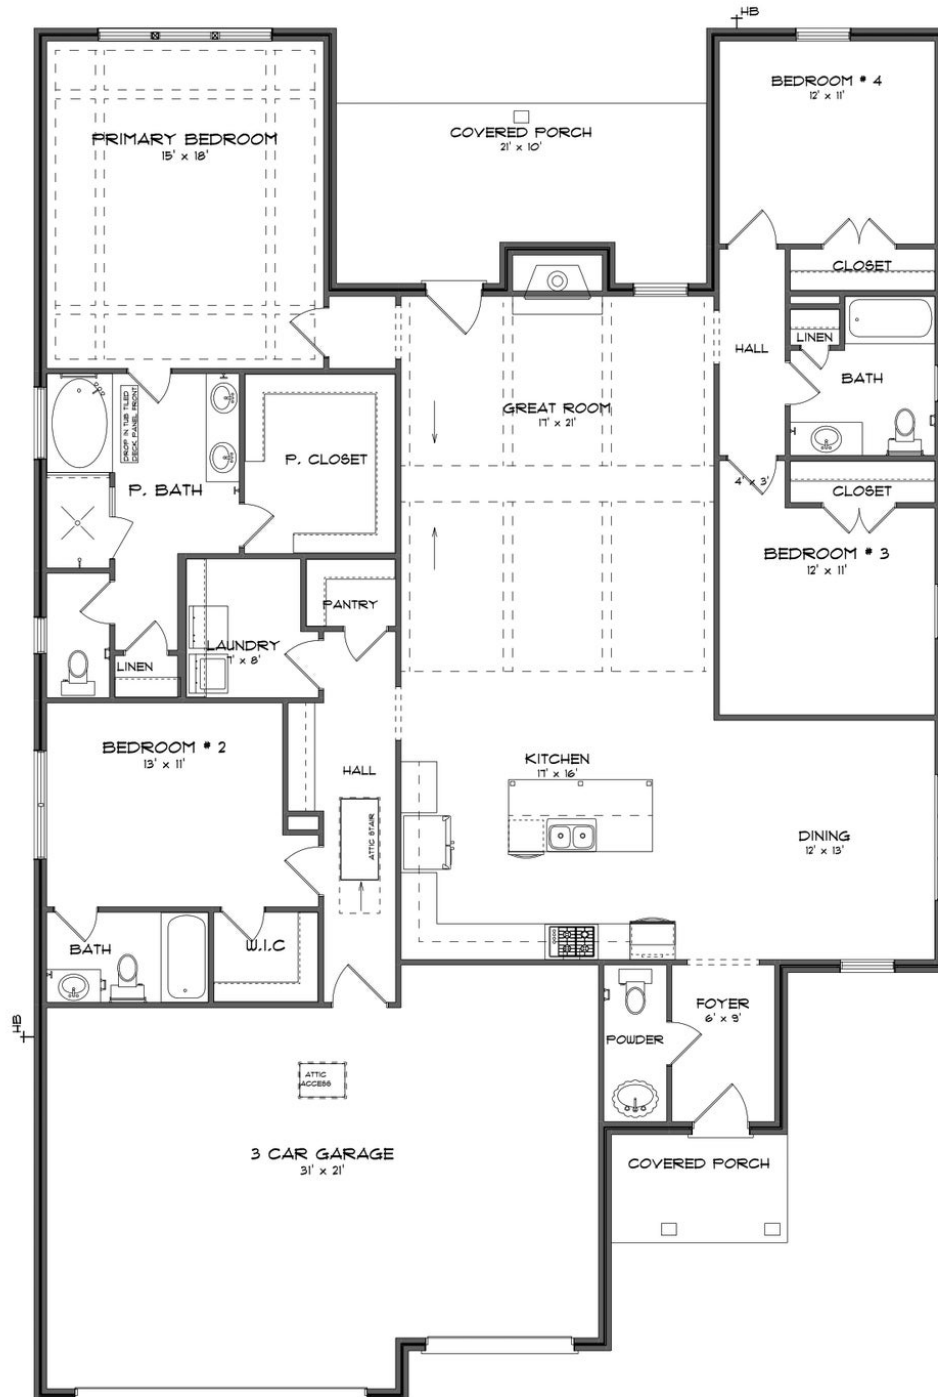 HB
BEDROOM # 4
12' x 11'
PRIMARY BEDROOM
15' x 18'
COVERED PORCH
21' x 10'
CLOSET
LINEN
HALL
BATH
GREAT ROOM
17' x 21'
DROP IN TUB TILED
DECK, PANEL FRONT
P. CLOSET
P. BATH
4' x 3'
CLOSET
BEDROOM # 3
12' x 11'
PANTRY
LAUNDRY
7' x 8'
LINEN
BEDROOM # 2
13' x 11'
HALL
KITCHEN
17' x 16'
ATTIC STAIR
DINING
12' x 13'
BATH
W.I.C
FOYER
6' x 9'
HB
POWDER
ATTIC
ACCESS
3 CAR GARAGE
31' x 21'
COVERED PORCH